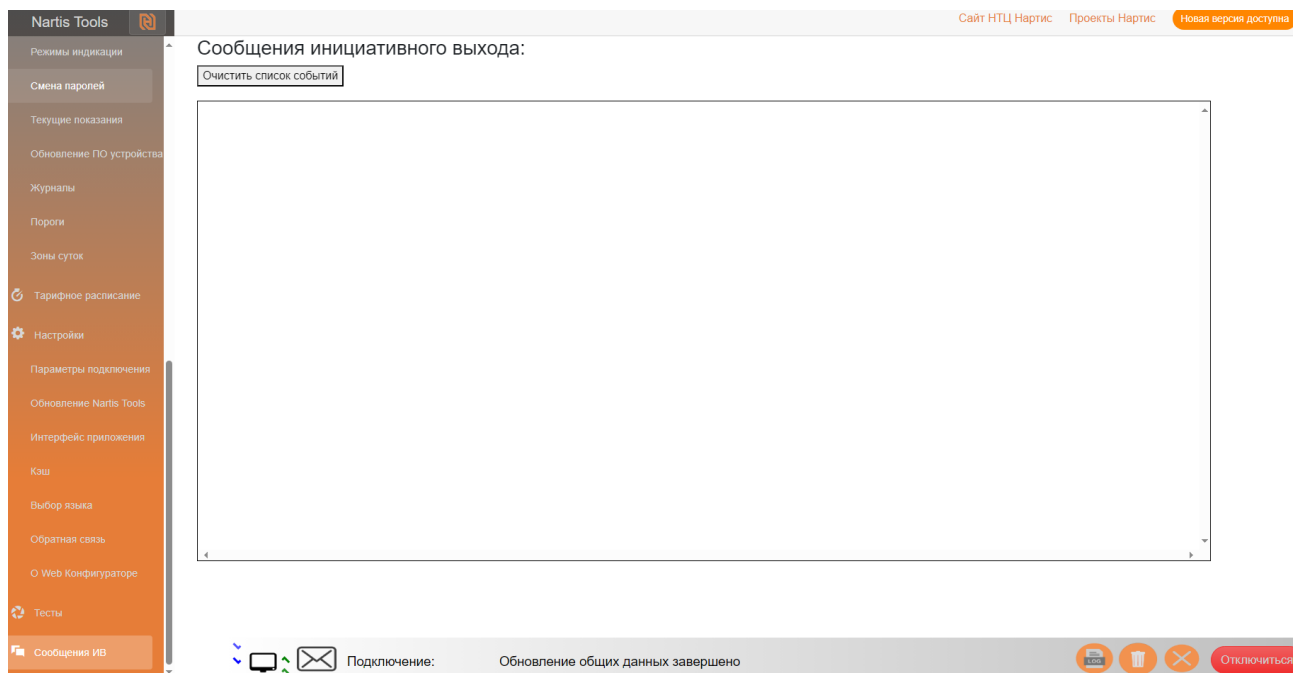 Nartis Tools
Сайт НТЦ Нартис
Проекты Нартис
Новая версия доступна
Режимы индикации
Смена паролей
Текущие показания
Обновление ПО устройства
Журналы
Пороги
Зоны суток
Тарифное расписание
Настройки
Параметры подключения
Обновление Nartis Tools
Интерфейс приложения
Кэш
Выбор языка
Обратная связь
О Web Конфигураторе
Тесты
Сообщения ИВ
Сообщения инициативного выхода:
Очистить список событий
Подключение:
Обновление общих данных завершено
LOG
Отключиться